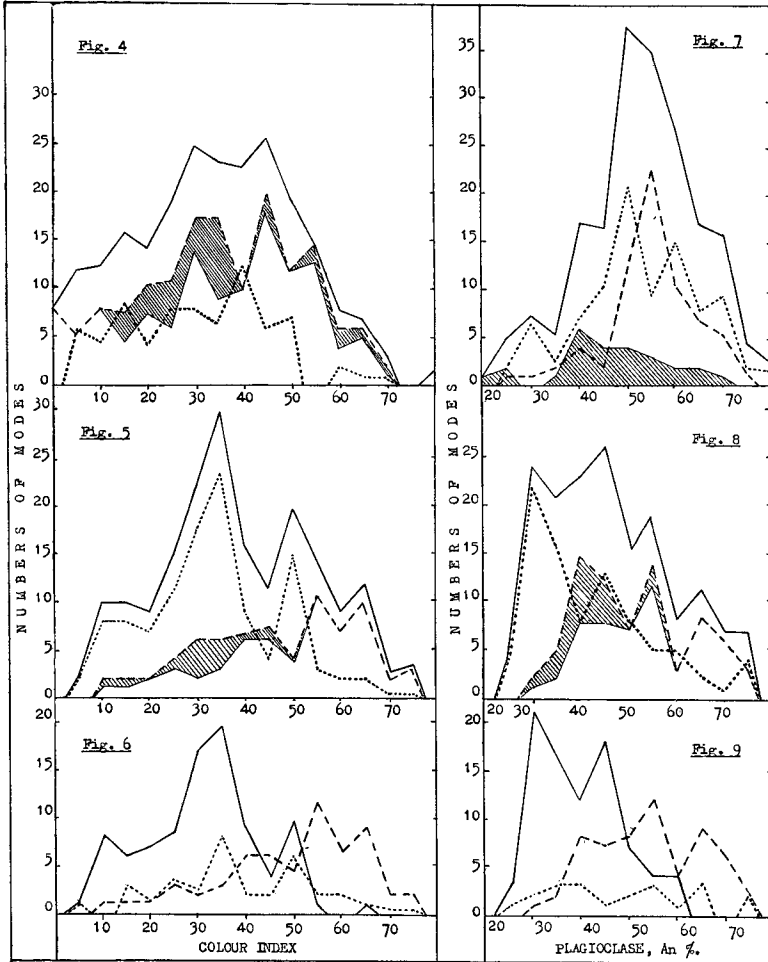 Fig. 4
30
25
20
15
10
5
0
10 20 30 40 50 60 70
Fig. 5
30
25
20
15
10
5
0
10 20 30 40 50 60 70
Fig. 6
20
15
10
5
0
10 20 30 40 50 60 70
NUMBERS OF MODES
COLOUR INDEX
Fig. 7
35
30
25
20
15
10
5
0
20 30 40 50 60 70
Fig. 8
25
20
15
10
5
0
20 30 40 50 60 70
Fig. 9
20
15
10
5
0
20 30 40 50 60 70
NUMBERS OF MODES
PLAGIOCLASE, An %.